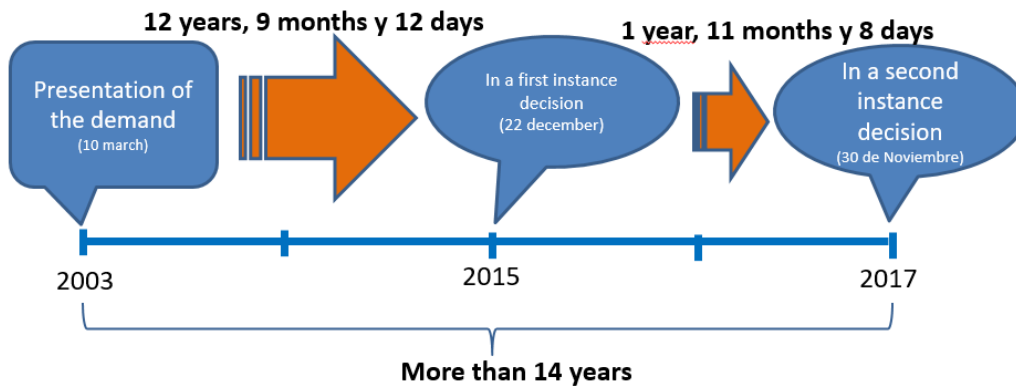 12 years, 9 months y 12 days
1 year, 11 months y 8 days
Presentation of
the demand
(10 march)
In a first instance
decision
(22 december)
In a second
instance
decision
(30 de Noviembre)
2003
2015
2017
More than 14 years